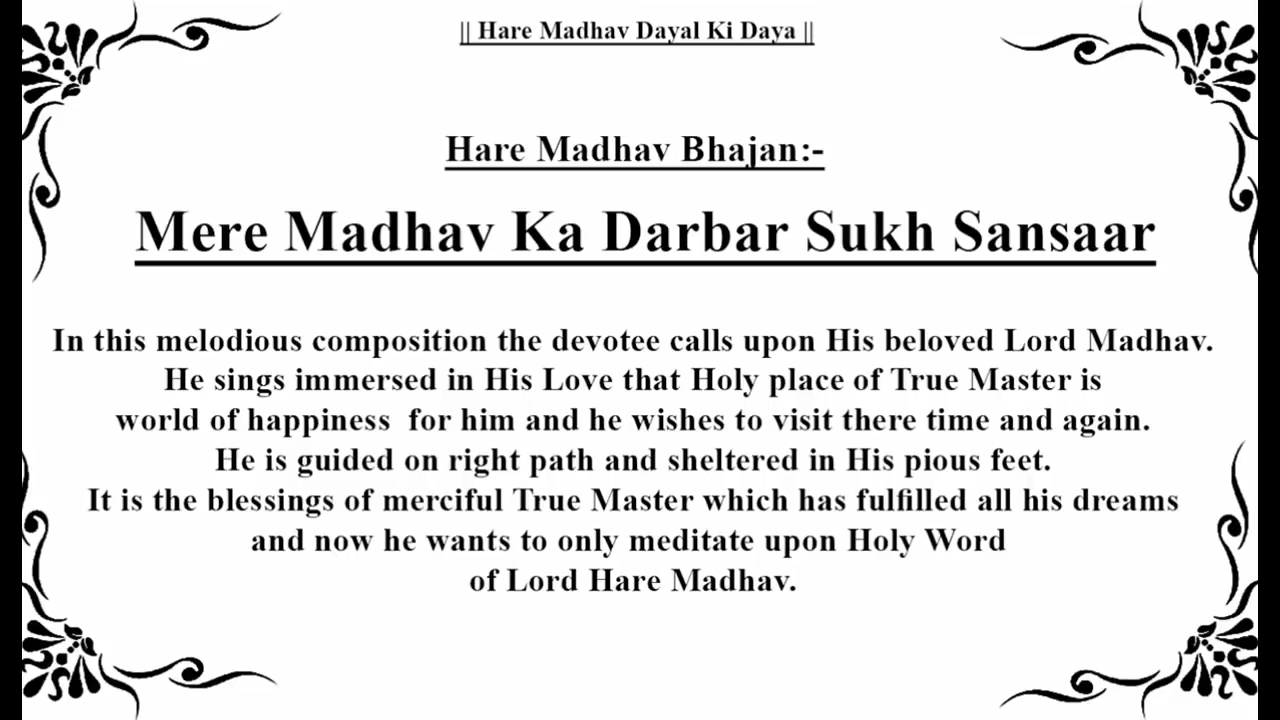 || Hare Madhav Dayal Ki Daya ||
Hare Madhav Bhajan:-
Mere Madhav Ka Darbar Sukh Sansaar
In this melodious composition the devotee calls upon His beloved Lord Madhav.
He sings immersed in His Love that Holy place of True Master is
world of happiness  for him and he wishes to visit there time and again.
He is guided on right path and sheltered in His pious feet.
It is the blessings of merciful True Master which has fulfilled all his dreams
and now he wants to only meditate upon Holy Word
of Lord Hare Madhav.